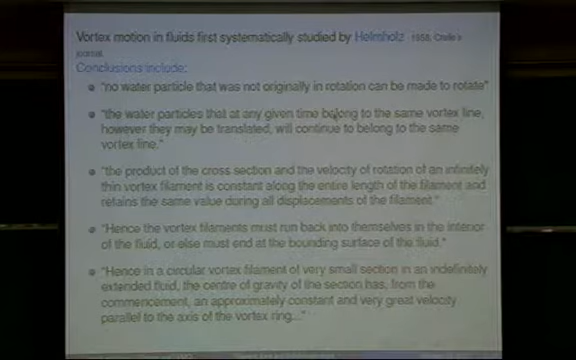 Vortex motion in fluids first systematically studied by Helmholz 1858, Crelle's
journal.
Conclusions include:
"no water particle that was not originally in rotation can be made to rotate"
"the water particles that at any given time belong to the same vortex line,
however they may be translated, will continue to belong to the same
vortex line."
"the product of the cross section and the velocity of rotation of an infinitely
thin vortex filament is constant along the entire length of the filament and
retains the same value during all displacements of the filament."
"Hence the vortex filaments must run back into themselves in the interior
of the fluid, or else must end at the bounding surface of the fluid."
"Hence in a circular vortex filament of very small section in an indefinitely
extended fluid, the centre of gravity of the section has, from the
commencement, an approximately constant and very great velocity
parallel to the axis of the vortex ring..."